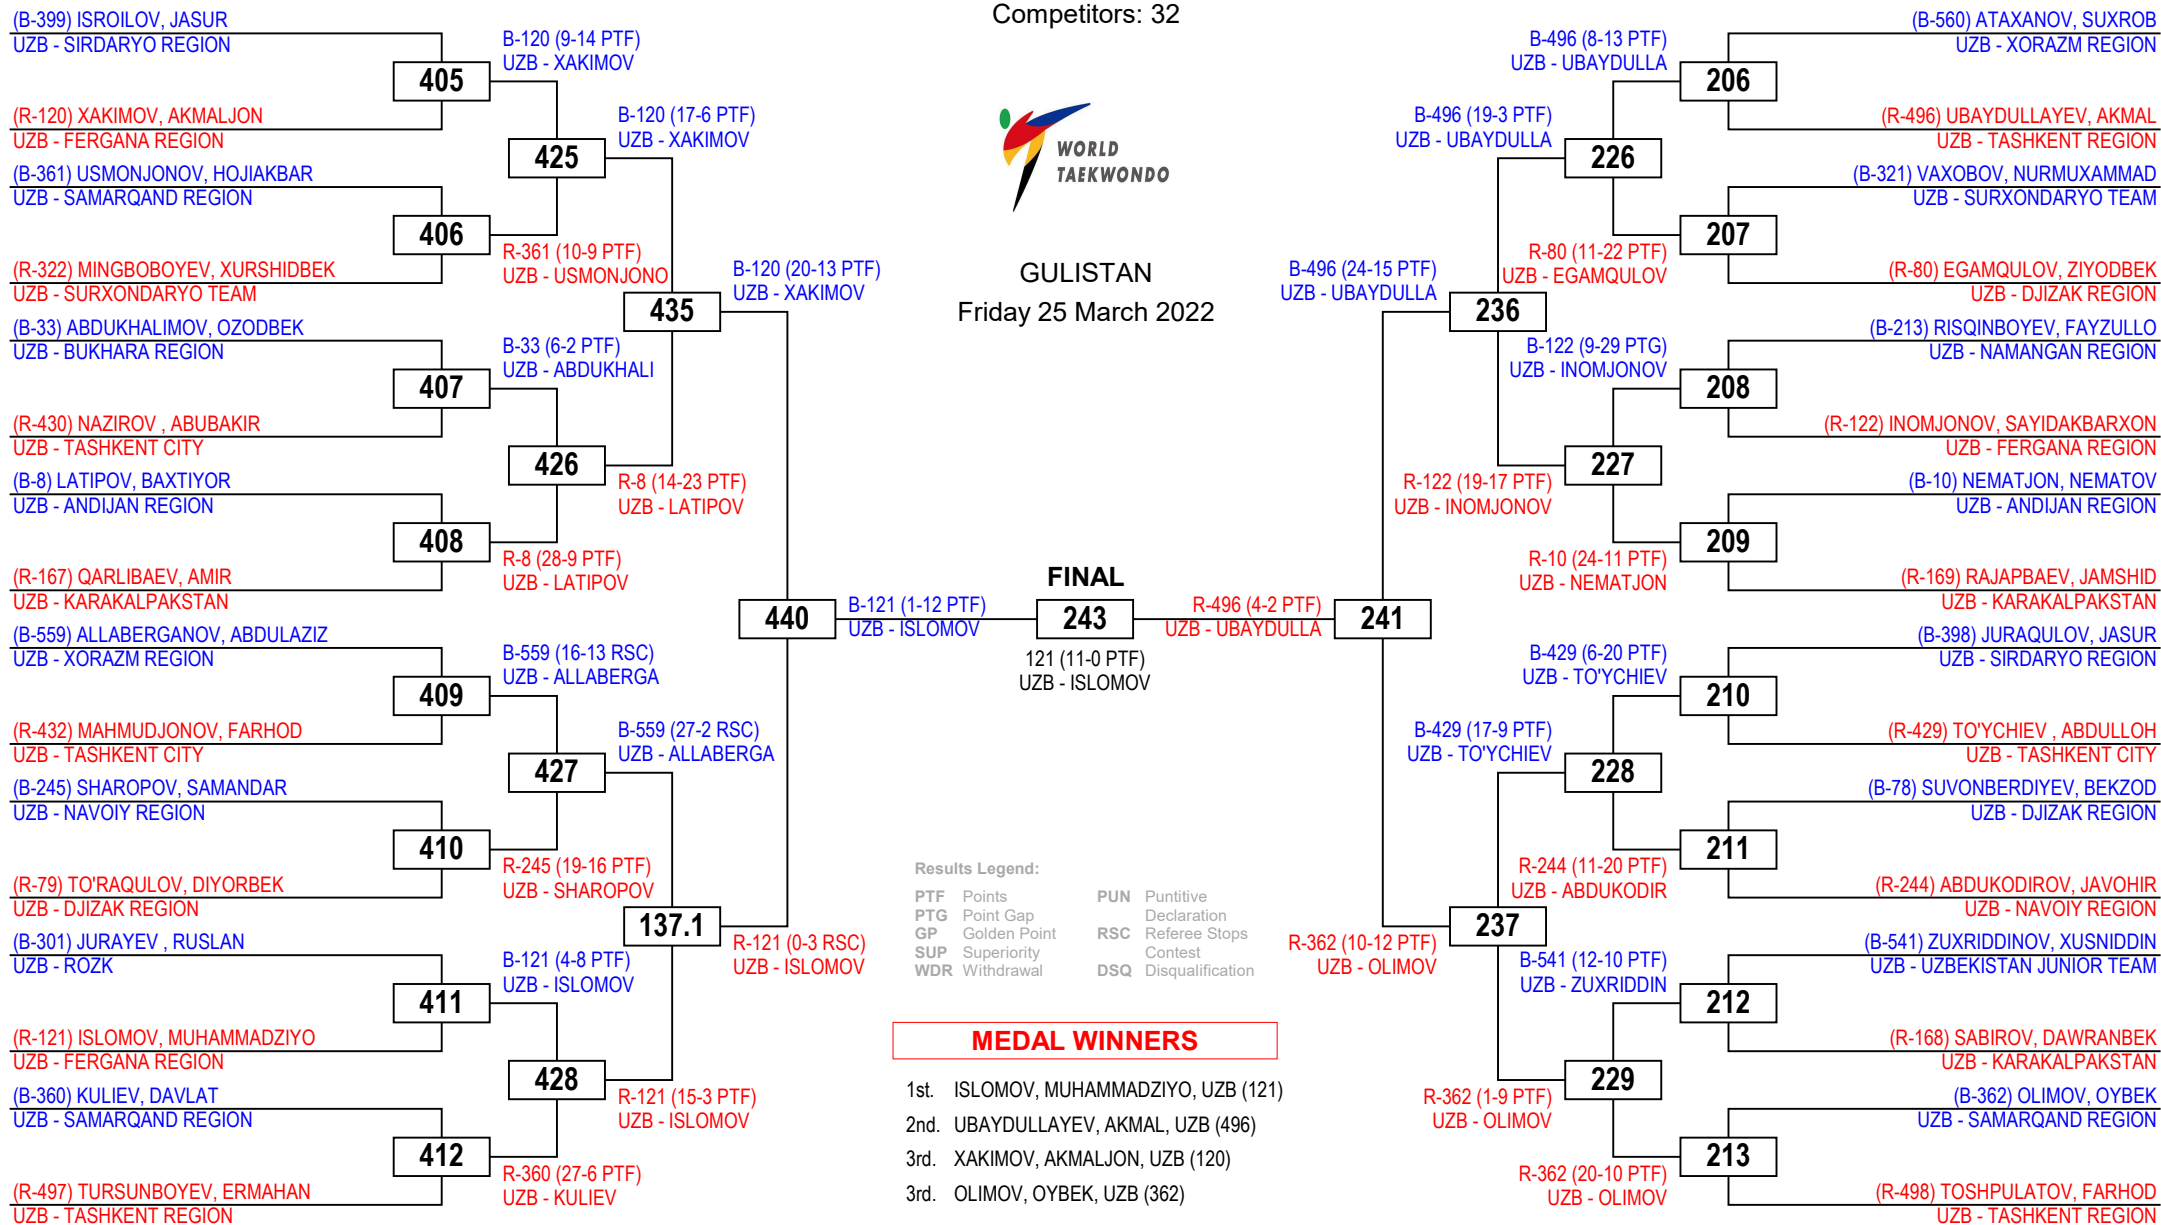 Competitors: 32
(B-399) ISROILOV, JASUR
UZB - SIRDARYO REGION
405
(R-120) XAKIMOV, AKMALJON
UZB - FERGANA REGION
(B-361) USMONJONOV, HOJIAKBAR
UZB - SAMARQAND REGION
406
(R-322) MINGBOBOYEV, XURSHIDBEK
UZB - SURXONDARYO TEAM
(B-33) ABDUKHALIMOV, OZODBEK
UZB - BUKHARA REGION
407
(R-430) NAZIROV , ABUBAKIR
UZB - TASHKENT CITY
(B-8) LATIPOV, BAXTIYOR
UZB - ANDIJAN REGION
408
(R-167) QARLIBAEV, AMIR
UZB - KARAKALPAKSTAN
(B-559) ALLABERGANOV, ABDULAZIZ
UZB - XORAZM REGION
409
(R-432) MAHMUDJONOV, FARHOD
UZB - TASHKENT CITY
(B-245) SHAROPOV, SAMANDAR
UZB - NAVOIY REGION
410
(R-79) TO'RAQULOV, DIYORBEK
UZB - DJIZAK REGION
(B-301) JURAYEV , RUSLAN
UZB - ROZK
411
(R-121) ISLOMOV, MUHAMMADZIYO
UZB - FERGANA REGION
(B-360) KULIEV, DAVLAT
UZB - SAMARQAND REGION
412
(R-497) TURSUNBOYEV, ERMAHAN
UZB - TASHKENT REGION
B-120 (9-14 PTF)
UZB - XAKIMOV
425
R-361 (10-9 PTF)
UZB - USMONJONO
B-33 (6-2 PTF)
UZB - ABDUKHALI
426
R-8 (28-9 PTF)
UZB - LATIPOV
B-559 (16-13 RSC)
UZB - ALLABERGA
427
R-245 (19-16 PTF)
UZB - SHAROPOV
B-121 (4-8 PTF)
UZB - ISLOMOV
428
R-360 (27-6 PTF)
UZB - KULIEV
B-120 (17-6 PTF)
UZB - XAKIMOV
435
R-8 (14-23 PTF)
UZB - LATIPOV
B-559 (27-2 RSC)
UZB - ALLABERGA
137.1
R-121 (15-3 PTF)
UZB - ISLOMOV
B-120 (20-13 PTF)
UZB - XAKIMOV
440
R-121 (0-3 RSC)
UZB - ISLOMOV
B-121 (1-12 PTF)
UZB - ISLOMOV
WORLD
TAEKWONDO
GULISTAN
Friday 25 March 2022
FINAL
243
121 (11-0 PTF)
UZB - ISLOMOV
R-496 (4-2 PTF)
UZB - UBAYDULLA
241
B-496 (24-15 PTF)
UZB - UBAYDULLA
R-362 (10-12 PTF)
UZB - OLIMOV
B-496 (19-3 PTF)
UZB - UBAYDULLA
236
R-122 (19-17 PTF)
UZB - INOMJONOV
B-429 (17-9 PTF)
UZB - TO'YCHIEV
237
R-362 (1-9 PTF)
UZB - OLIMOV
B-496 (8-13 PTF)
UZB - UBAYDULLA
226
R-80 (11-22 PTF)
UZB - EGAMQULOV
B-122 (9-29 PTG)
UZB - INOMJONOV
227
R-10 (24-11 PTF)
UZB - NEMATJON
B-429 (6-20 PTF)
UZB - TO'YCHIEV
228
R-244 (11-20 PTF)
UZB - ABDUKODIR
B-541 (12-10 PTF)
UZB - ZUXRIDDIN
229
R-362 (20-10 PTF)
UZB - OLIMOV
(B-560) ATAXANOV, SUXROB
UZB - XORAZM REGION
206
(R-496) UBAYDULLAYEV, AKMAL
UZB - TASHKENT REGION
(B-321) VAXOBOV, NURMUXAMMAD
UZB - SURXONDARYO TEAM
207
(R-80) EGAMQULOV, ZIYODBEK
UZB - DJIZAK REGION
(B-213) RISQINBOYEV, FAYZULLO
UZB - NAMANGAN REGION
208
(R-122) INOMJONOV, SAYIDAKBARXON
UZB - FERGANA REGION
(B-10) NEMATJON, NEMATOV
UZB - ANDIJAN REGION
209
(R-169) RAJAPBAEV, JAMSHID
UZB - KARAKALPAKSTAN
(B-398) JURAQULOV, JASUR
UZB - SIRDARYO REGION
210
(R-429) TO'YCHIEV , ABDULLOH
UZB - TASHKENT CITY
(B-78) SUVONBERDIYEV, BEKZOD
UZB - DJIZAK REGION
211
(R-244) ABDUKODIROV, JAVOHIR
UZB - NAVOIY REGION
(B-541) ZUXRIDDINOV, XUSNIDDIN
UZB - UZBEKISTAN JUNIOR TEAM
212
(R-168) SABIROV, DAWRANBEK
UZB - KARAKALPAKSTAN
(B-362) OLIMOV, OYBEK
UZB - SAMARQAND REGION
213
(R-498) TOSHPULATOV, FARHOD
UZB - TASHKENT REGION
Results Legend:
PTF Points
PTG Point Gap
GP Golden Point
SUP Superiority
WDR Withdrawal
PUN Puntitive
Declaration
RSC Referee Stops
Contest
DSQ Disqualification
MEDAL WINNERS
1st. ISLOMOV, MUHAMMADZIYO, UZB (121)
2nd. UBAYDULLAYEV, AKMAL, UZB (496)
3rd. XAKIMOV, AKMALJON, UZB (120)
3rd. OLIMOV, OYBEK, UZB (362)